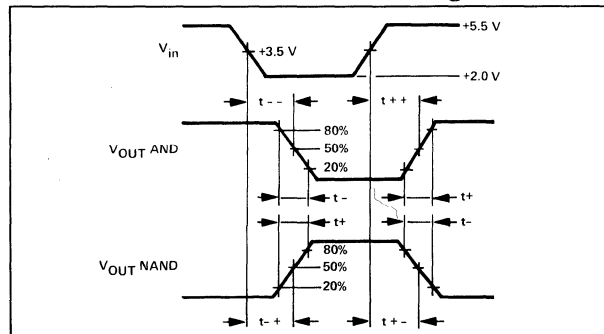 +5.5 V
V_in
+3.5 V
+2.0 V
t - -
t + +
80%
V_OUT AND
50%
20%
t -
t+
t+
t-
80%
V_OUT NAND
50%
20%
t - +
t + -